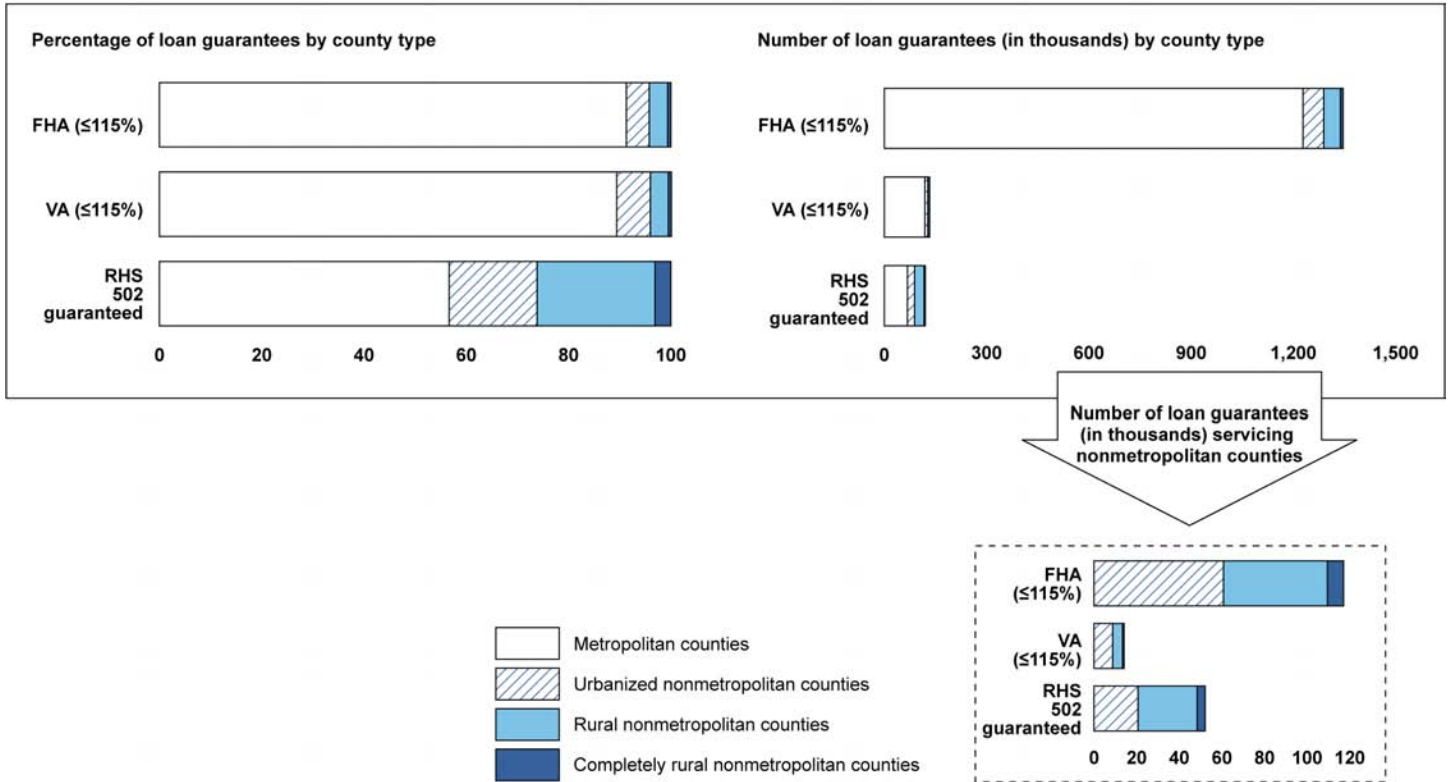 Percentage of loan guarantees by county type
FHA (≤115%)
VA (≤115%)
RHS
502
guaranteed
0 20 40 60 80 100
Number of loan guarantees (in thousands) by county type
FHA (≤115%)
VA (≤115%)
RHS
502
guaranteed
0 300 600 900 1,200 1,500
Number of loan guarantees
(in thousands) servicing
nonmetropolitan counties
FHA
(≤115%)
VA
(≤115%)
RHS
502
guaranteed
0 20 40 60 80 100 120
Metropolitan counties
Urbanized nonmetropolitan counties
Rural nonmetropolitan counties
Completely rural nonmetropolitan counties